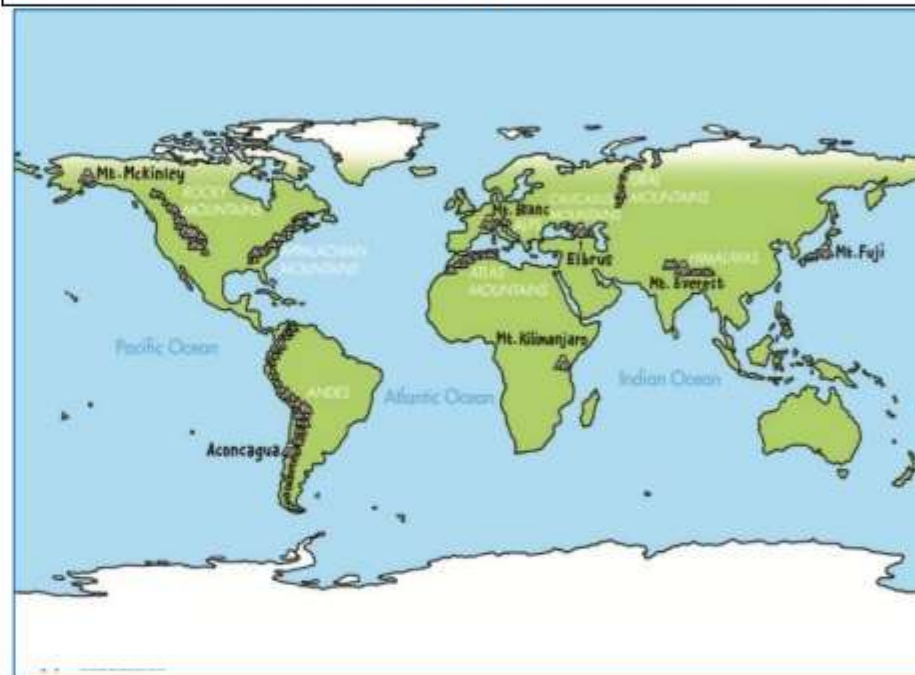 Mt. McKinley
ROCKY
MOUNTAINS
APPALACHIAN
MOUNTAINS
Mt. Blanc
ALPS
CAUCASUS
MOUNTAINS
URAL
MOUNTAINS
Elbrus
ATLAS
MOUNTAINS
HIMALAYAS
Mt. Everest
Mt. Fuji
Mt. Kilimanjaro
Pacific Ocean
ANDES
Atlantic Ocean
Indian Ocean
Aconcagua